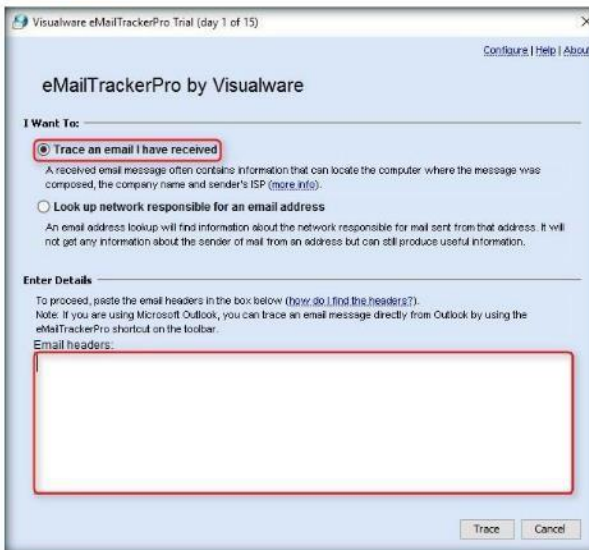 Visualware eMailTrackerPro Trial (day 1 of 15)
Configure | Help | About
eMailTrackerPro by Visualware
I Want To:
Trace an email I have received
A received email message often contains information that can locate the computer where the message was
composed, the company name and sender's ISP (more info).
Look up network responsible for an email address
An email address lookup will find information about the network responsible for mail sent from that address. It will
not get any information about the sender of mail from an address but can still produce useful information.
Enter Details
To proceed, paste the email headers in the box below (how do I find the headers?).
Note: If you are using Microsoft Outlook, you can trace an email message directly from Outlook by using the
eMailTrackerPro shortcut on the toolbar.
Email headers:
Trace Cancel